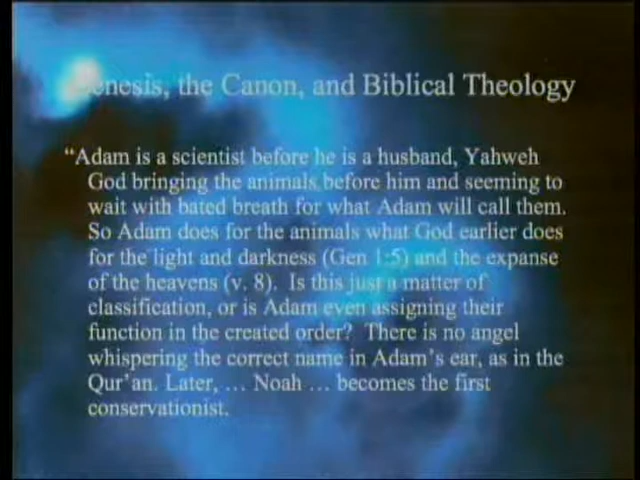 Genesis, the Canon, and Biblical Theology
“Adam is a scientist before he is a husband, Yahweh
God bringing the animals before him and seeming to
wait with bated breath for what Adam will call them.
So Adam does for the animals what God earlier does
for the light and darkness (Gen 1:5) and the expanse
of the heavens (v. 8).  Is this just a matter of
classification, or is Adam even assigning their
function in the created order?  There is no angel
whispering the correct name in Adam’s ear, as in the
Qur’an. Later, … Noah … becomes the first
conservationist.